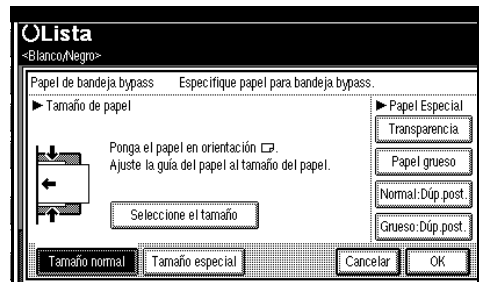 Lista
<Blanco/Negro>
Papel de bandeja bypass Especifique papel para bandeja bypass.
► Tamaño de papel
Ponga el papel en orientación
Ajuste la guía del papel al tamaño del papel.
Seleccione el tamaño
► Papel Especial
Transparencia
Papel grueso
Normal:Dúp.post.
Grueso:Dúp.post.
Tamaño normal Tamaño especial Cancelar OK